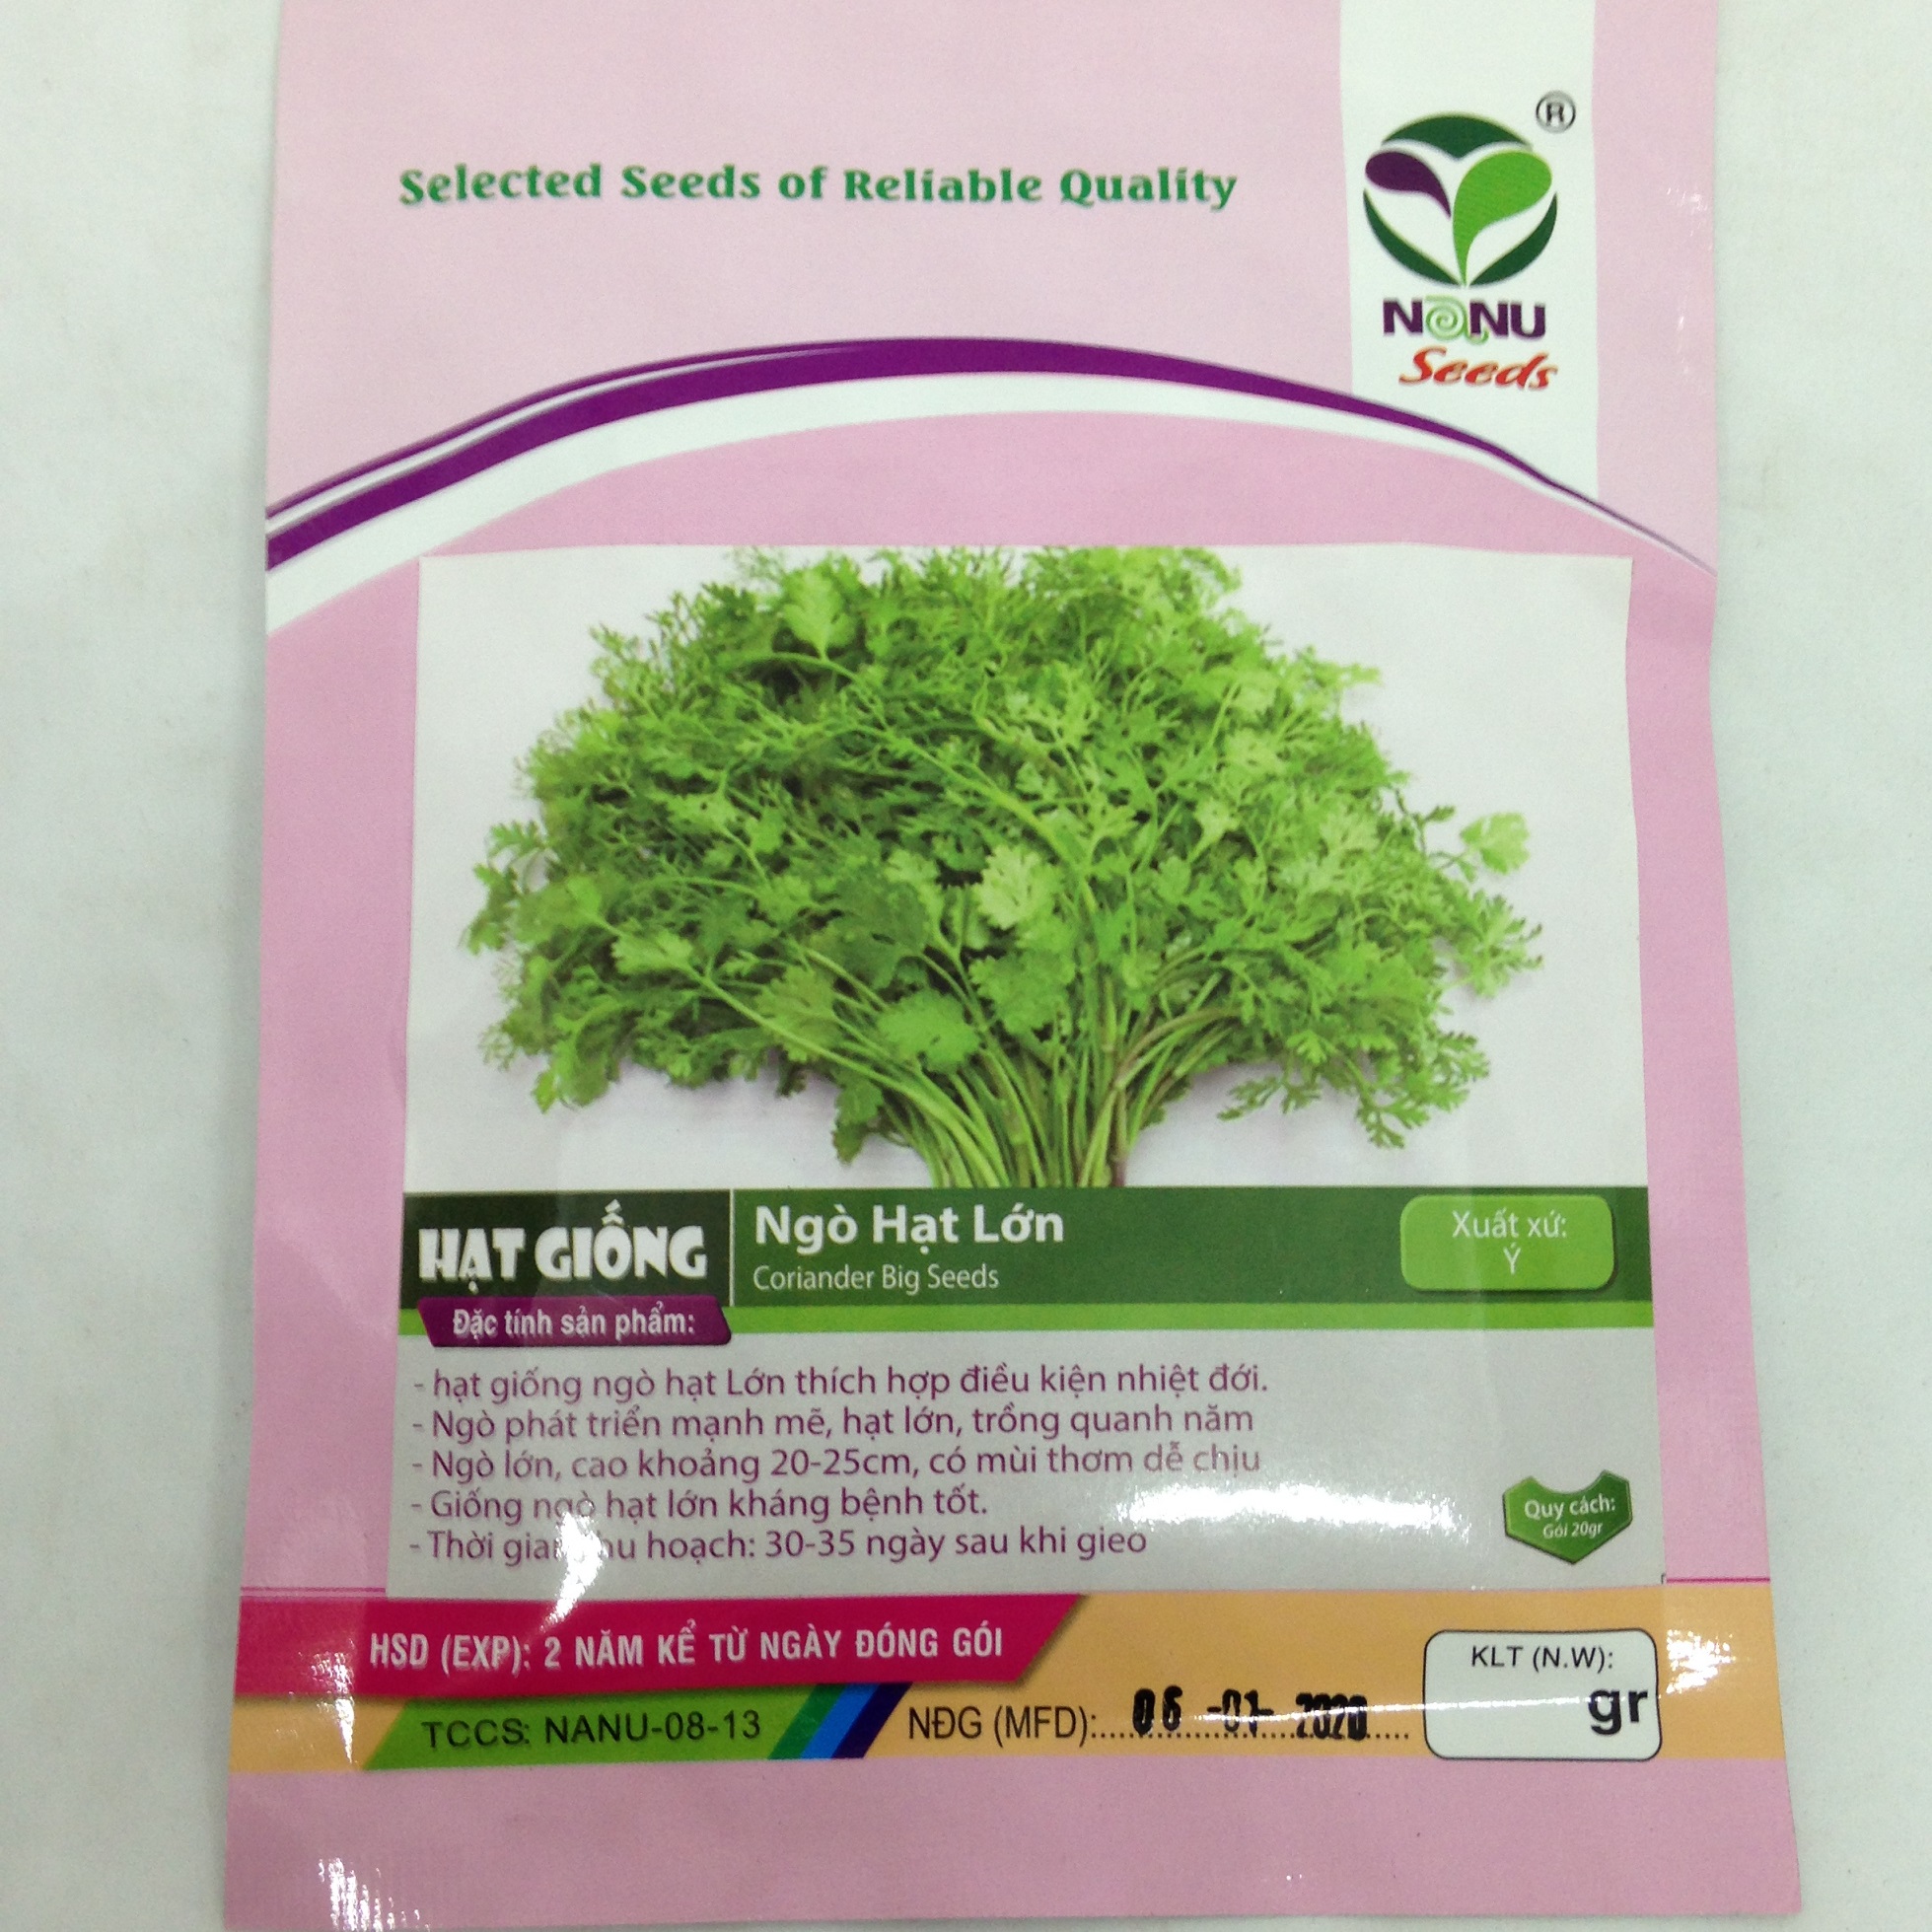 ®
Selected Seeds of Reliable Quality
NANU
Seeds
HẠT GIỐNG
Ngò Hạt Lớn
Coriander Big Seeds
Xuất xứ:
Ý
Đặc tính sản phẩm:
- hạt giống ngò hạt Lớn thích hợp điều kiện nhiệt đới.
- Ngò phát triển mạnh mẽ, hạt lớn, trồng quanh năm
- Ngò lớn, cao khoảng 20-25cm, có mùi thơm dễ chịu
- Giống ngò hạt lớn kháng bệnh tốt.
- Thời gian thu hoạch: 30-35 ngày sau khi gieo
Quy cách:
Gói 20gr
HSD (EXP): 2 NĂM KỂ TỪ NGÀY ĐÓNG GÓI
KLT (N.W):
gr
TCCS: NANU-08-13
NĐG (MFD):.... 06 -01- 2020 ....